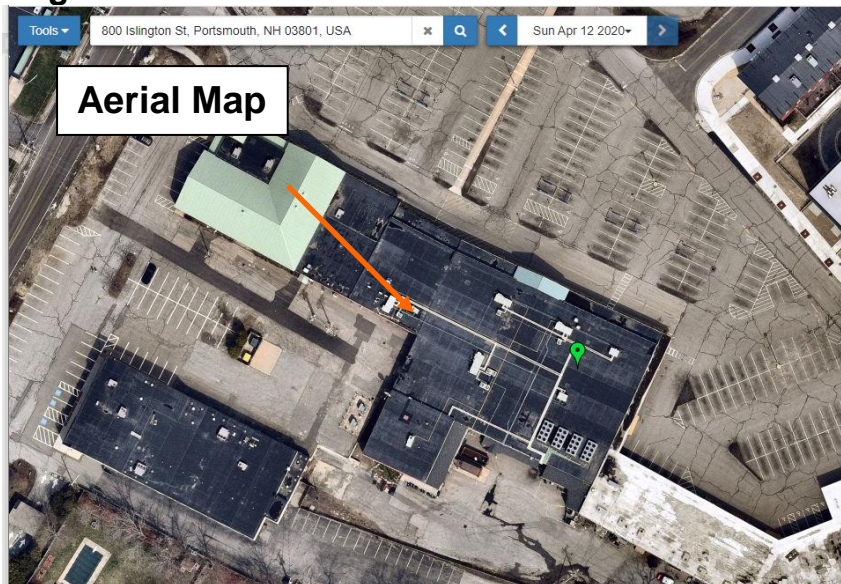 Tools
800 Islington St, Portsmouth, NH 03801, USA
Sun Apr 12 2020
Aerial Map